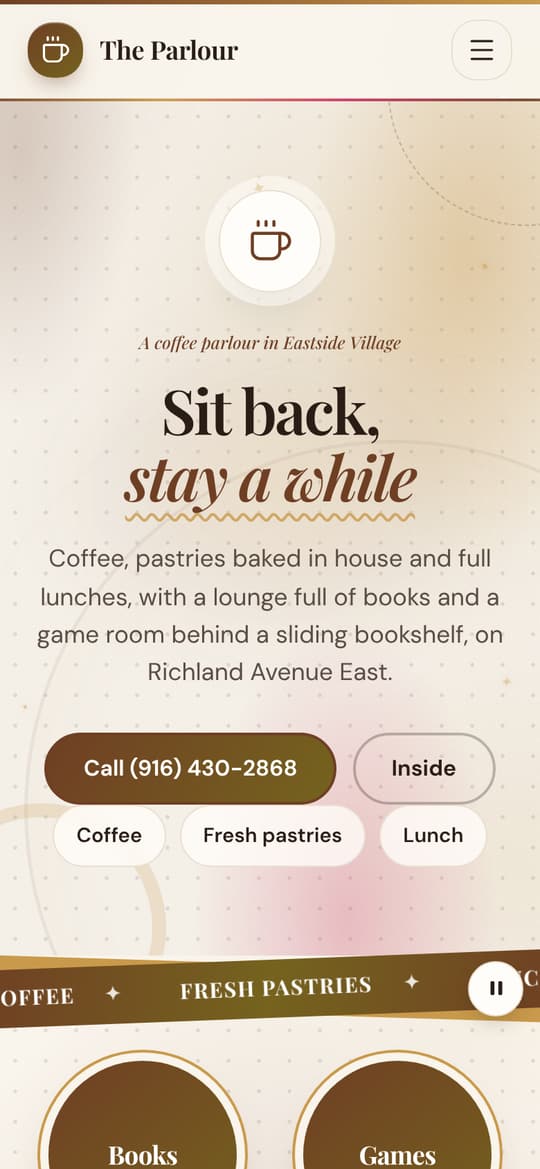 The Parlour
A coffee parlour in Eastside Village
Sit back,
stay a while
Coffee, pastries baked in house and full
lunches, with a lounge full of books and a
game room behind a sliding bookshelf, on
Richland Avenue East.
Call (916) 430-2868
Inside
Coffee
Fresh pastries
Lunch
OFFEE ✦ FRESH PASTRIES ✦
Books
Games